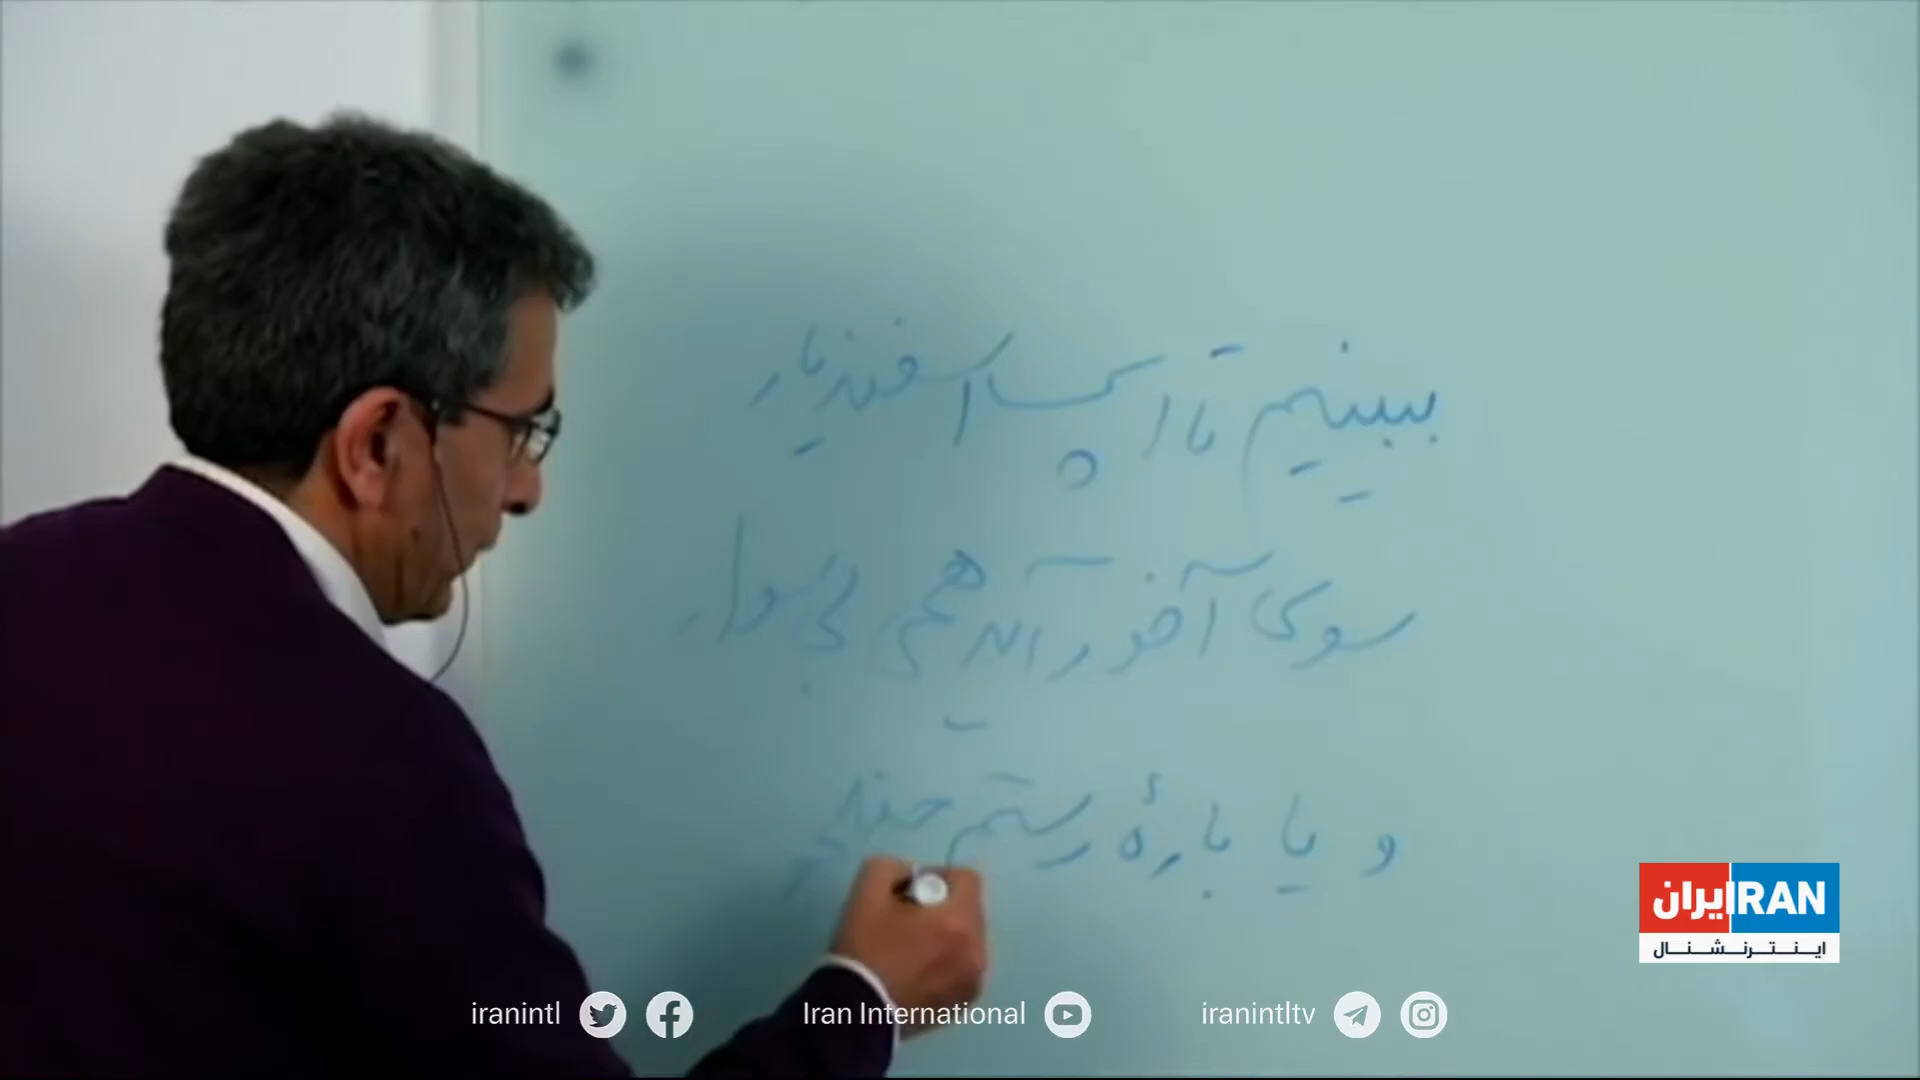 ببینیم تا اسپ اسفندیار
سوی آخور آید همی بی سوار
و یا بارهٔ رستم
ایران IRAN
اینترنشنال
iranintl
Iran International
iranintltv